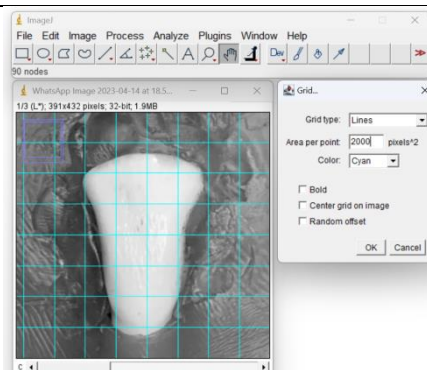 ImageJ
File Edit Image Process Analyze Plugins Window Help
A Dev
90 nodes
WhatsApp Image 2023-04-14 at 18.5...
1/3 (L*); 391x432 pixels; 32-bit; 1.9MB
C
Grid...
Grid type: Lines
Area per point: 2000 pixels^2
Color: Cyan
Bold
Center grid on image
Random offset
OK Cancel